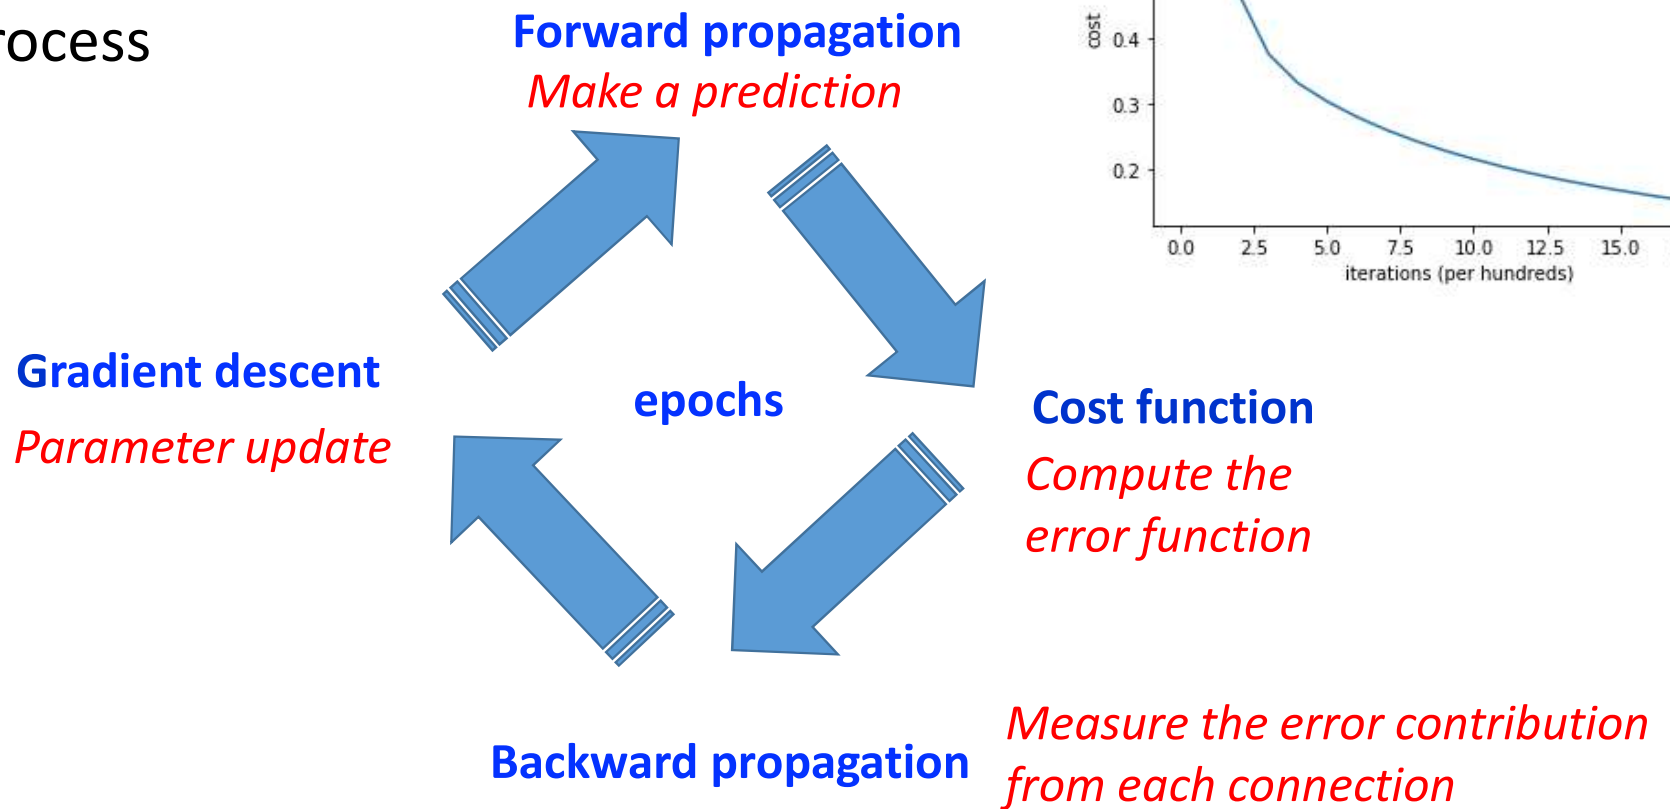 rocess
Forward propagation
Make a prediction
cost
0.4
0.3
0.2
0.0 2.5 5.0 7.5 10.0 12.5 15.0
iterations (per hundreds)
Gradient descent
Parameter update
epochs
Cost function
Compute the
error function
Backward propagation
Measure the error contribution
from each connection